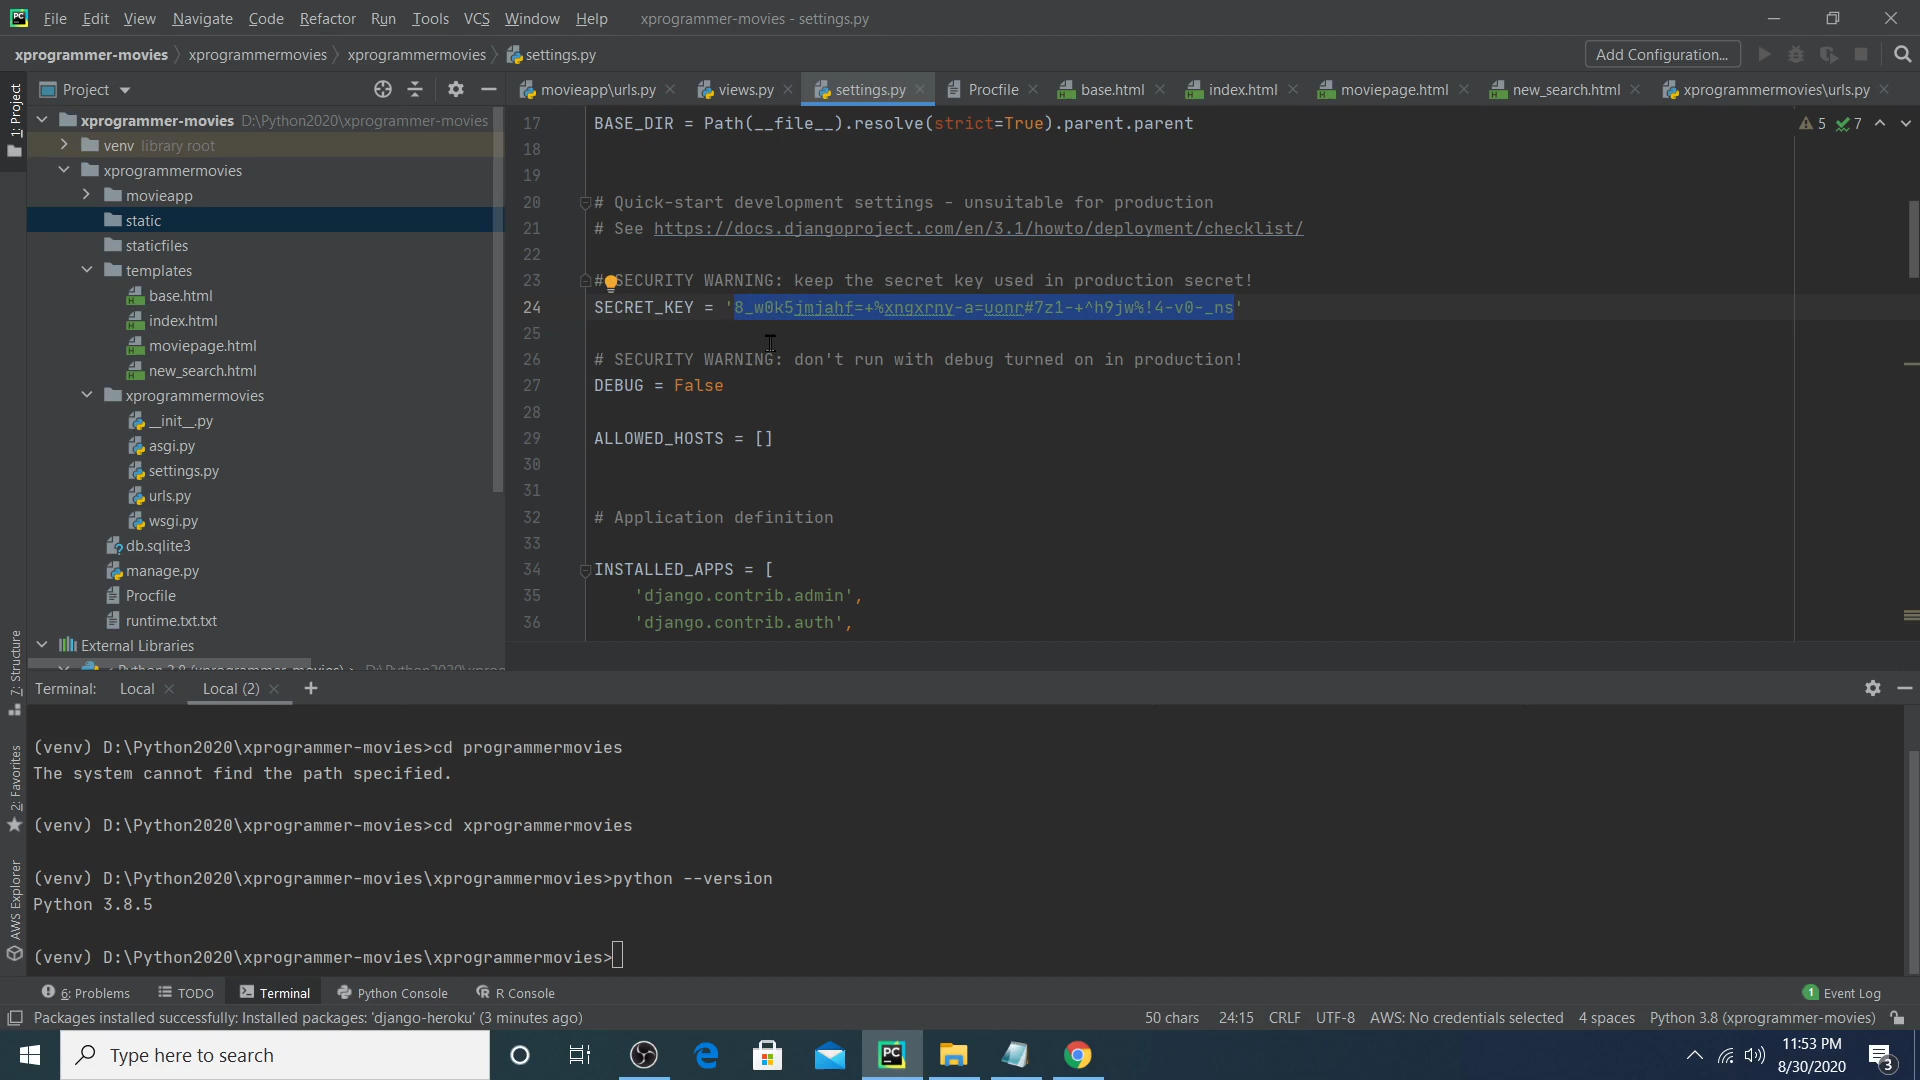 PC File Edit View Navigate Code Refactor Run Tools VCS Window Help xprogrammer-movies - settings.py
xprogrammer-movies xprogrammermovies xprogrammermovies settings.py Add Configuration...
1: Project
Project
movieapp\urls.py views.py settings.py Procfile base.html index.html moviepage.html new_search.html xprogrammermovies\urls.py
xprogrammer-movies D:\Python2020\xprogrammer-movies
venv library root
xprogrammermovies
movieapp
static
staticfiles
templates
base.html
index.html
moviepage.html
new_search.html
xprogrammermovies
__init__.py
asgi.py
settings.py
urls.py
wsgi.py
db.sqlite3
manage.py
Procfile
runtime.txt.txt
External Libraries
5 7
17 BASE_DIR = Path(__file__).resolve(strict=True).parent.parent
18
19
20 # Quick-start development settings - unsuitable for production
21 # See https://docs.djangoproject.com/en/3.1/howto/deployment/checklist/
22
23 # SECURITY WARNING: keep the secret key used in production secret!
24 SECRET_KEY = '8_w0k5jmjahf=+%xngxrny-a=uonr#7z1-+^h9jw%!4-v0-_ns'
25
26 # SECURITY WARNING: don't run with debug turned on in production!
27 DEBUG = False
28
29 ALLOWED_HOSTS = []
30
31
32 # Application definition
33
34 INSTALLED_APPS = [
35 'django.contrib.admin',
36 'django.contrib.auth',
7: Structure
2: Favorites
AWS Explorer
Terminal: Local Local (2) +
(venv) D:\Python2020\xprogrammer-movies>cd programmermovies
The system cannot find the path specified.
(venv) D:\Python2020\xprogrammer-movies>cd xprogrammermovies
(venv) D:\Python2020\xprogrammer-movies\xprogrammermovies>python --version
Python 3.8.5
(venv) D:\Python2020\xprogrammer-movies\xprogrammermovies>
6: Problems TODO Terminal Python Console R Console 1 Event Log
Packages installed successfully: Installed packages: 'django-heroku' (3 minutes ago) 50 chars 24:15 CRLF UTF-8 AWS: No credentials selected 4 spaces Python 3.8 (xprogrammer-movies)
Type here to search
PC
11:53 PM
8/30/2020
3